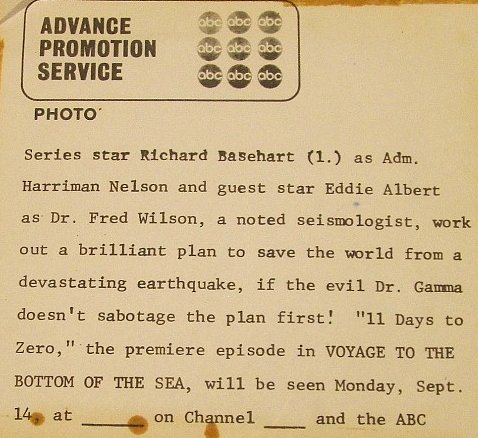 ADVANCE
PROMOTION
SERVICE
abc abc abc
abc abc abc
abc abc abc
PHOTO
Series star Richard Basehart (l.) as Adm.
Harriman Nelson and guest star Eddie Albert
as Dr. Fred Wilson, a noted seismologist, work
out a brilliant plan to save the world from a
devastating earthquake, if the evil Dr. Gamma
doesn't sabotage the plan first! "11 Days to
Zero," the premiere episode in VOYAGE TO THE
BOTTOM OF THE SEA, will be seen Monday, Sept.
14, at ______ on Channel ____ and the ABC